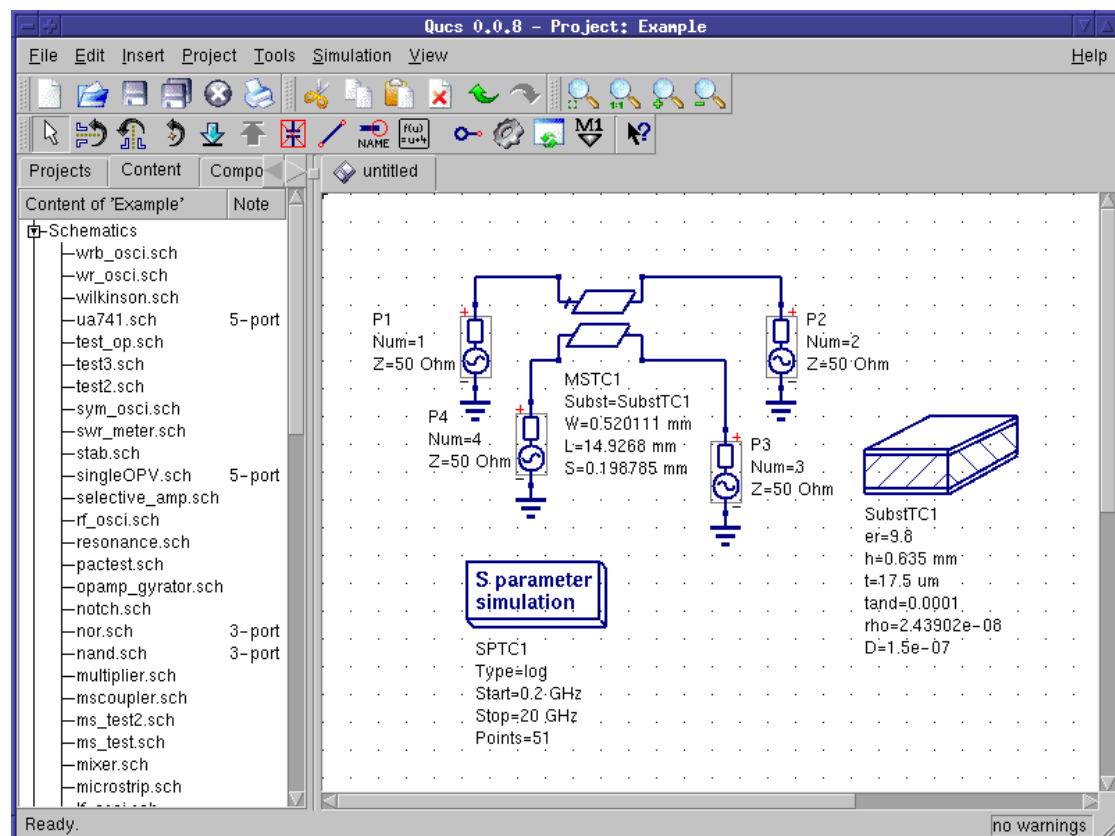 Qucs 0.0.8 - Project: Example
File Edit Insert Project Tools Simulation View Help
NAME
f(u)
=u+4
M1
1:1
Projects Content Compo
untitled
Content of 'Example' Note
Schematics
wrb_osci.sch
wr_osci.sch
wilkinson.sch
ua741.sch 5-port
test_op.sch
test3.sch
test2.sch
sym_osci.sch
swr_meter.sch
stab.sch
singleOPV.sch 5-port
selective_amp.sch
rf_osci.sch
resonance.sch
pactest.sch
opamp_gyrator.sch
notch.sch
nor.sch 3-port
nand.sch 3-port
multiplier.sch
mscoupler.sch
ms_test2.sch
ms_test.sch
mixer.sch
microstrip.sch
P1
Num=1
Z=50 Ohm
P2
Num=2
Z=50 Ohm
MSTC1
Subst=SubstTC1
W=0.520111 mm
L=14.9268 mm
S=0.198785 mm
P4
Num=4
Z=50 Ohm
P3
Num=3
Z=50 Ohm
SubstTC1
er=9.8
h=0.635 mm
t=17.5 um
tand=0.0001
rho=2.43902e-08
D=1.5e-07
S parameter
simulation
SPTC1
Type=log
Start=0.2 GHz
Stop=20 GHz
Points=51
Ready.
no warnings